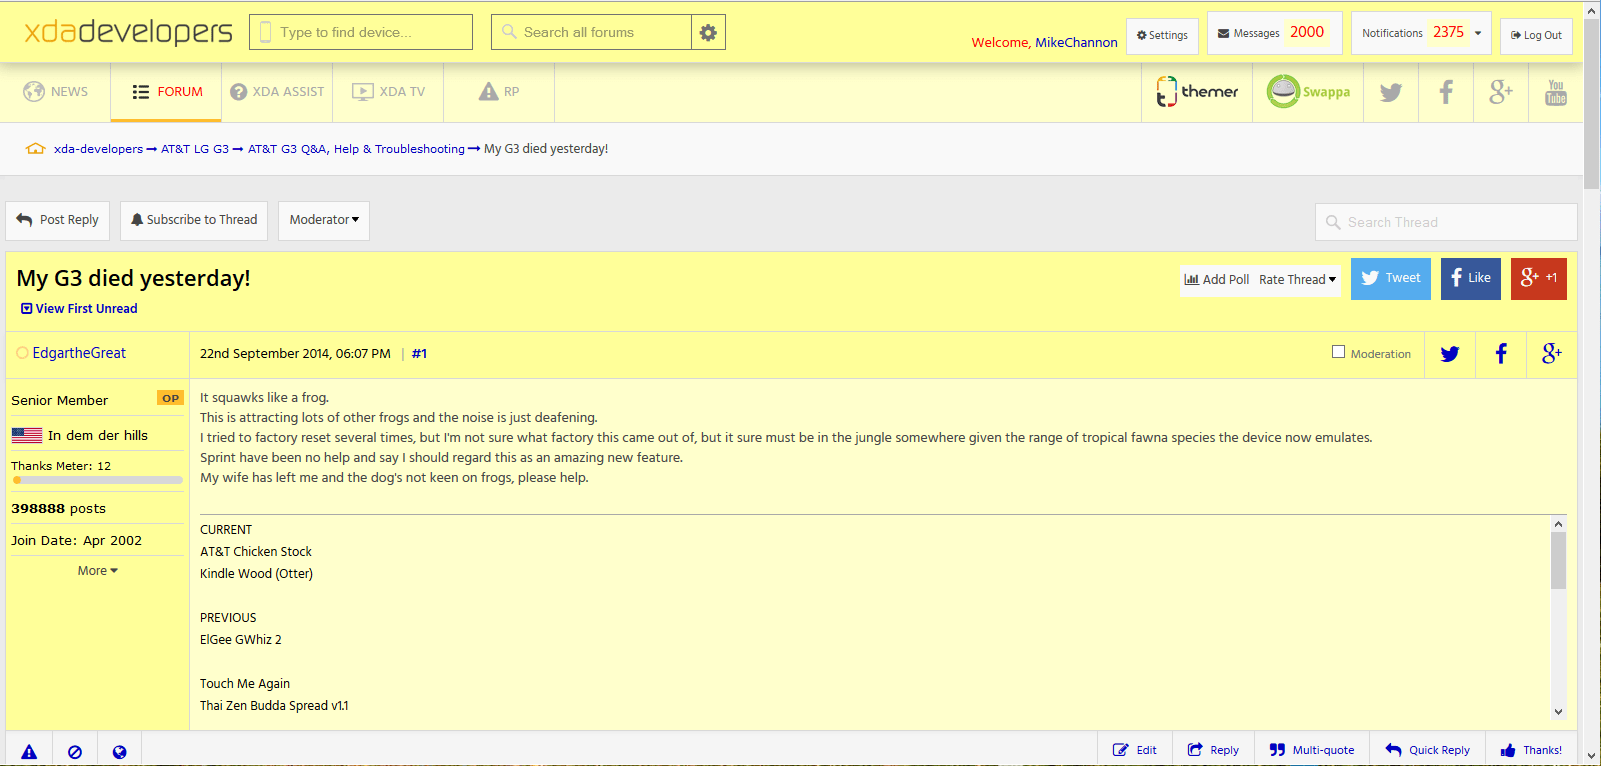 xdadevelopers
Type to find device...
Search all forums
Welcome, MikeChannon
Settings
Messages 2000
Notifications 2375
Log Out
NEWS
FORUM
XDA ASSIST
XDA TV
RP
themer
Swappa
You Tube
xda-developers → AT&T LG G3 → AT&T G3 Q&A, Help & Troubleshooting → My G3 died yesterday!
Post Reply
Subscribe to Thread
Moderator
Search Thread
My G3 died yesterday!
Add Poll
Rate Thread
Tweet
Like
g+ +1
View First Unread
EdgartheGreat
22nd September 2014, 06:07 PM | #1
Moderation
Senior Member
OP
In dem der hills
Thanks Meter: 12
398888 posts
Join Date: Apr 2002
More
It squawks like a frog.
This is attracting lots of other frogs and the noise is just deafening.
I tried to factory reset several times, but I'm not sure what factory this came out of, but it sure must be in the jungle somewhere given the range of tropical fawna species the device now emulates.
Sprint have been no help and say I should regard this as an amazing new feature.
My wife has left me and the dog's not keen on frogs, please help.
CURRENT
AT&T Chicken Stock
Kindle Wood (Otter)
PREVIOUS
ElGee GWhiz 2
Touch Me Again
Thai Zen Budda Spread v1.1
Edit
Reply
Multi-quote
Quick Reply
Thanks!